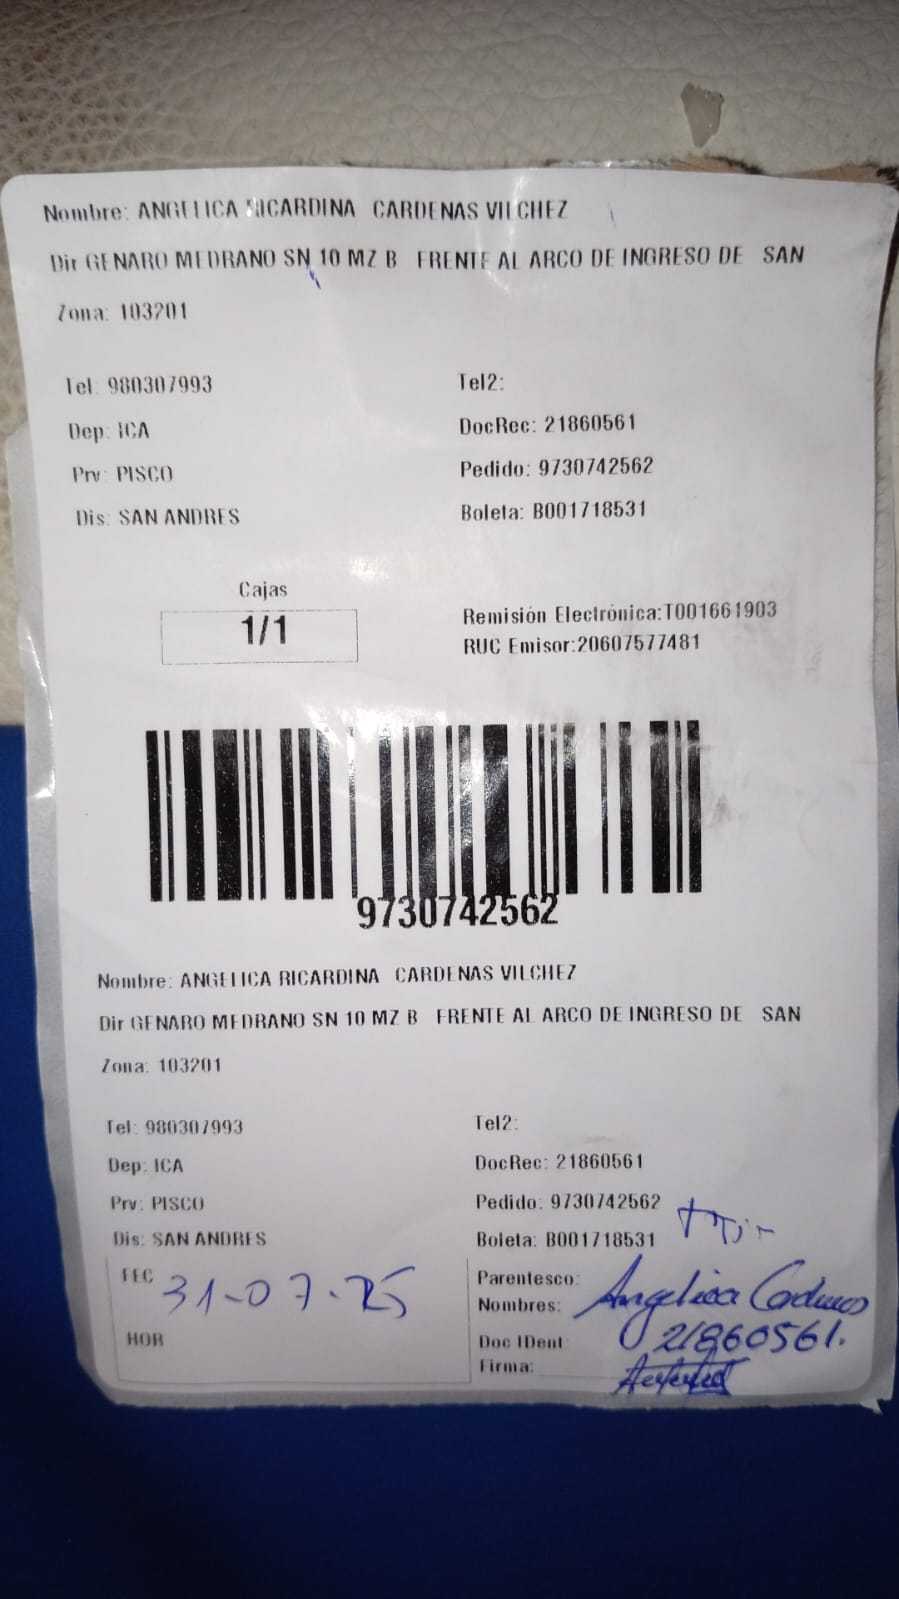 Nombre: ANGELICA RICARDINA CARDENAS VILCHEZ
Dir GENARO MEDRANO SN 10 MZ B FRENTE AL ARCO DE INGRESO DE SAN
Zona: 103201
Tel: 980307993 Tel2:
Dep: ICA DocRec: 21860561
Prv: PISCO Pedido: 9730742562
Dis: SAN ANDRES Boleta: B001718531
Cajas
1/1
Remisión Electrónica:T001661903
RUC Emisor:20607577481
9730742562
Nombre: ANGELICA RICARDINA CARDENAS VILCHEZ
Dir GENARO MEDRANO SN 10 MZ B FRENTE AL ARCO DE INGRESO DE SAN
Zona: 103201
Tel: 980307993 Tel2:
Dep: ICA DocRec: 21860561
Prv: PISCO Pedido: 9730742562
Dis: SAN ANDRES Boleta: B001718531
FEC 31-07-25
HOR
Parentesco:
Nombres: Angelica Cardenas
Doc IDent 21860561.
Firma: